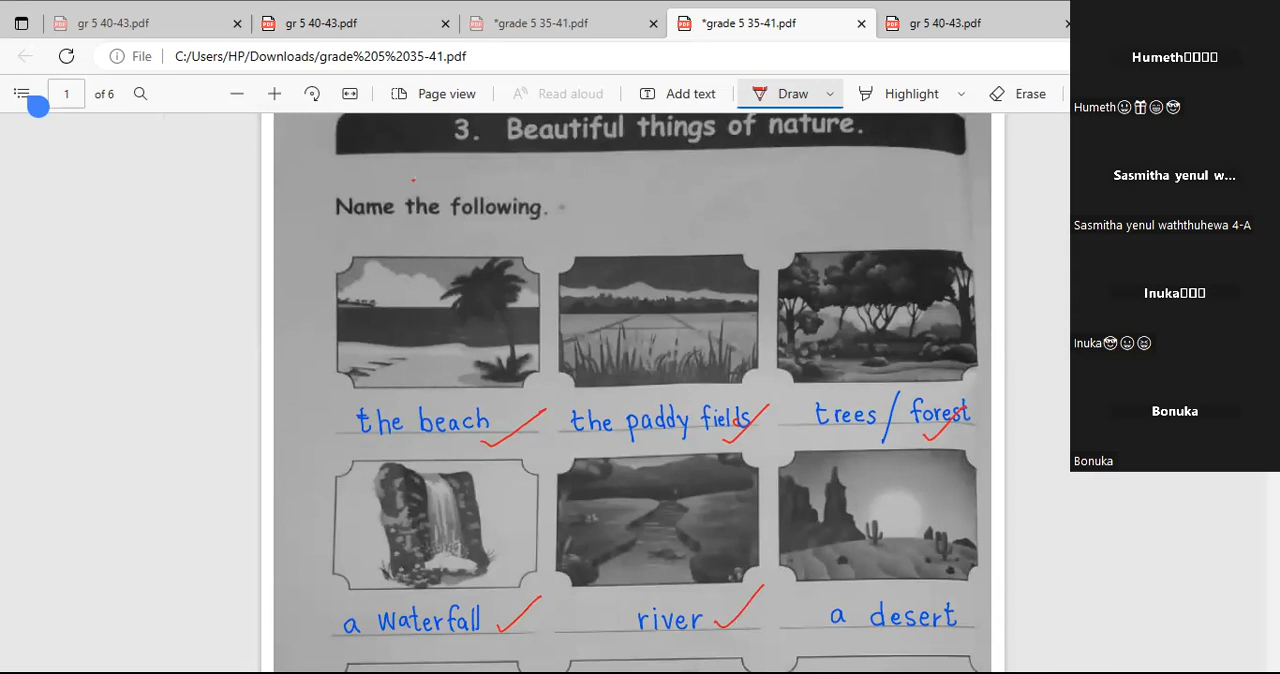 gr 5 40-43.pdf gr 5 40-43.pdf *grade 5 35-41.pdf *grade 5 35-41.pdf gr 5 40-43.pdf
File C:/Users/HP/Downloads/grade%205%2035-41.pdf
1 of 6 Page view Read aloud Add text Draw Highlight Erase
3. Beautiful things of nature.
Name the following.
the beach the paddy fields trees / forest
a waterfall river a desert
Humeth
Humeth
Sasmitha yenul w...
Sasmitha yenul waththuhewa 4-A
Inuka
Inuka
Bonuka
Bonuka